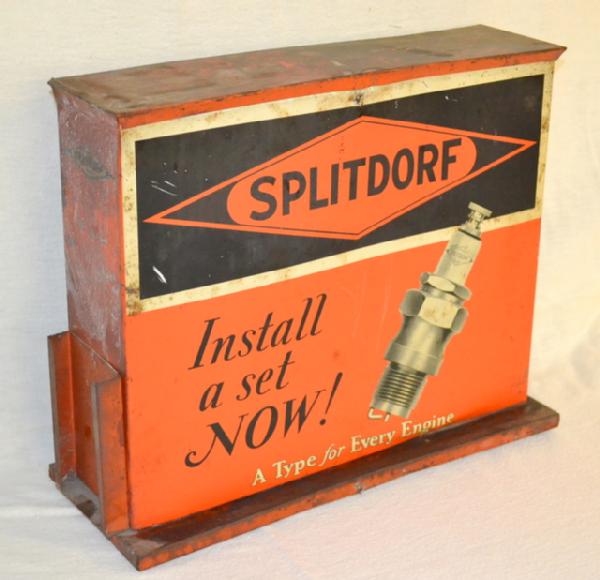 SPLITDORF
Install
a set
NOW!
A Type for Every Engine